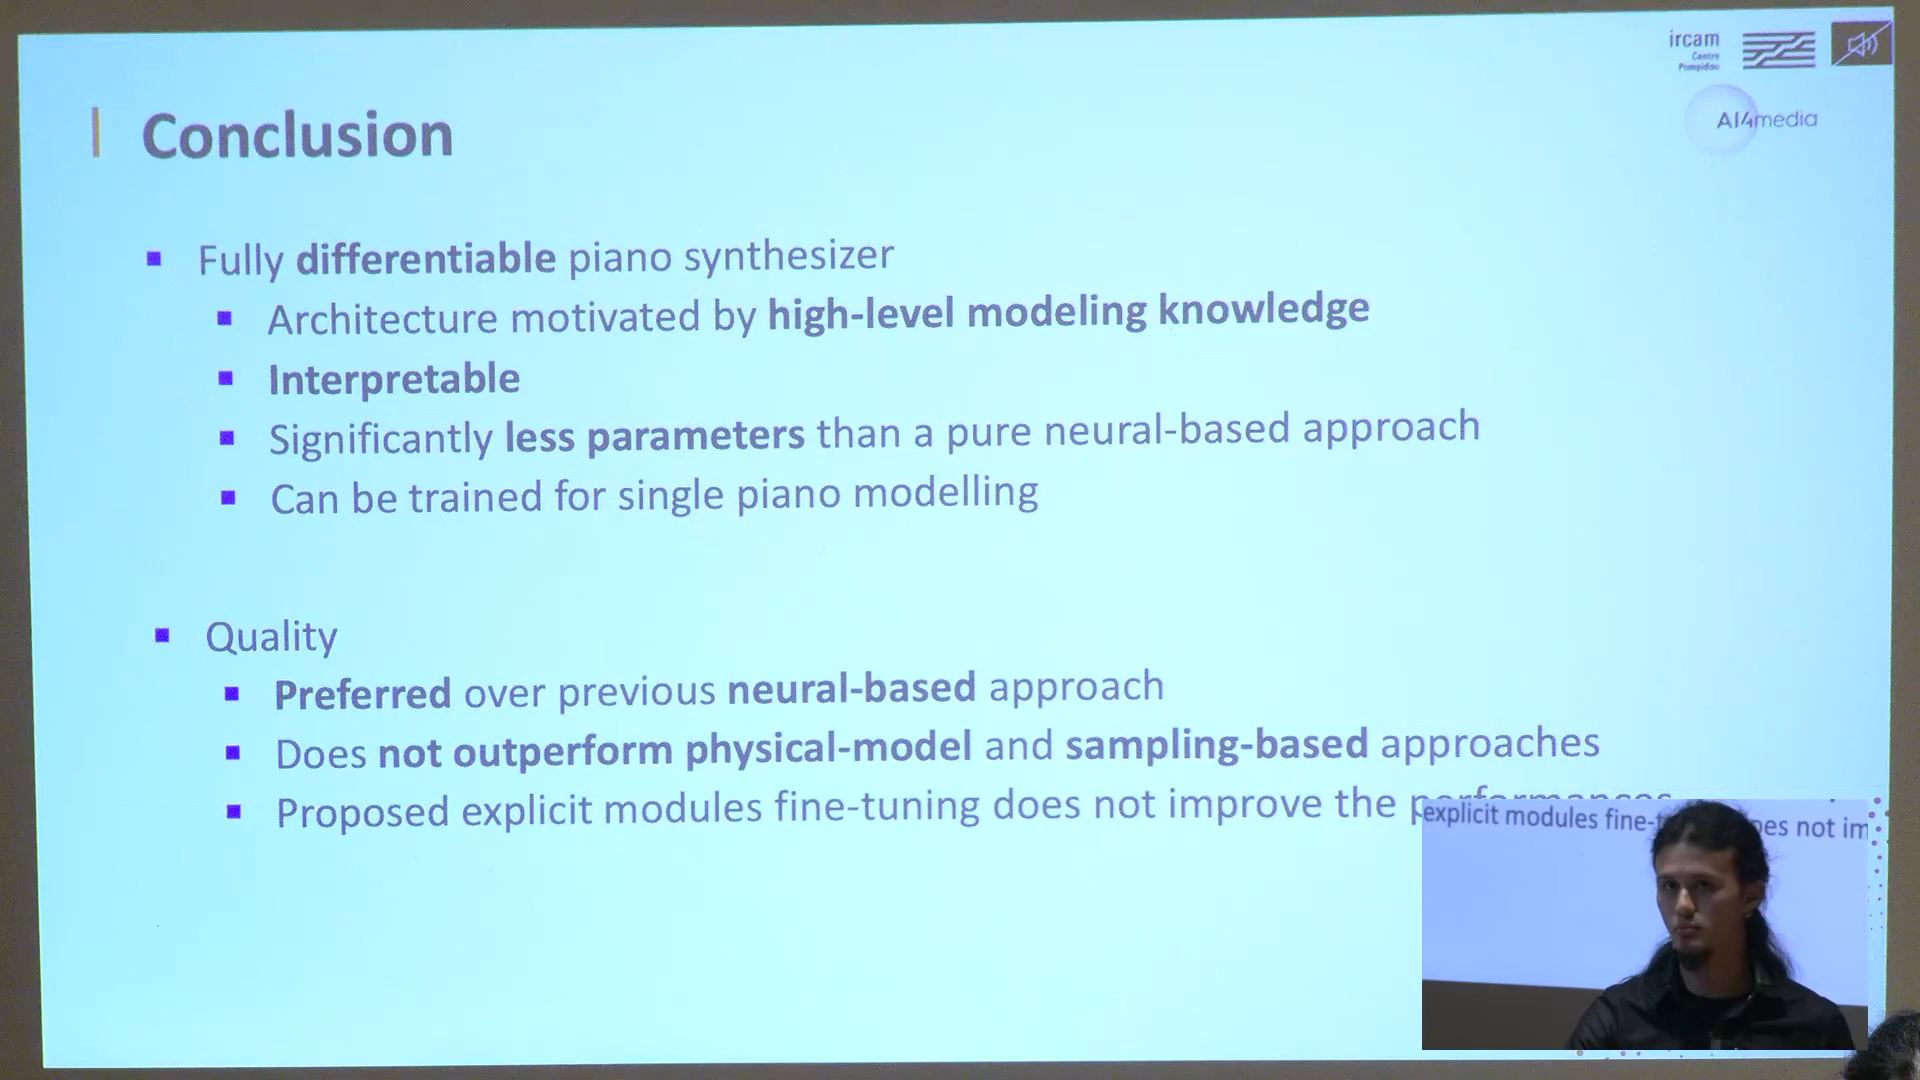 ircam
Centre
Pompidou
AI4media
Conclusion
Fully differentiable piano synthesizer
Architecture motivated by high-level modeling knowledge
Interpretable
Significantly less parameters than a pure neural-based approach
Can be trained for single piano modelling
Quality
Preferred over previous neural-based approach
Does not outperform physical-model and sampling-based approaches
Proposed explicit modules fine-tuning does not improve the performances
explicit modules fine- oes not im